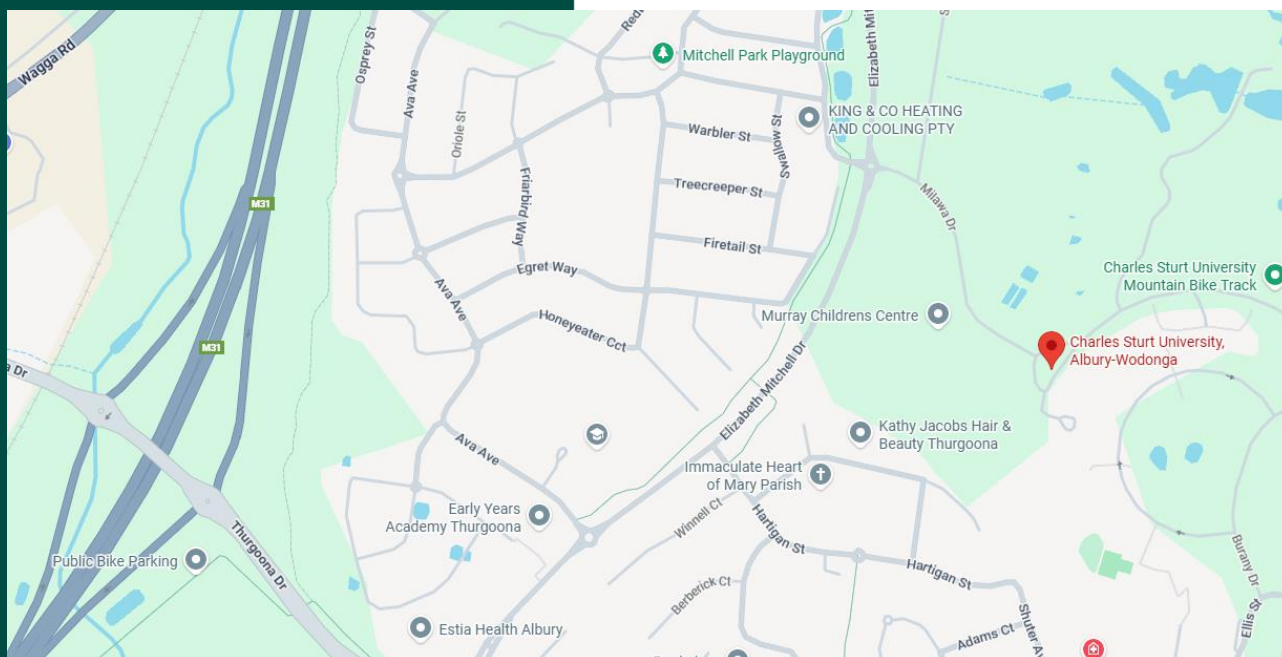 Wagga Rd
Osprey St
Ava Ave
Mitchell Park Playground
Elizabeth
KING & CO HEATING
AND COOLING PTY
Oriole St
Warbler St
Swallow St
Friarbird Way
Treecreeper St
Milawa Dr
M31
Firetail St
Egret Way
Charles Sturt University
Mountain Bike Track
Ava Ave
Murray Childrens Centre
Honeyeater Cct
M31
Charles Sturt University,
Albury-Wodonga
Dr
Elizabeth Mitchell Dr
Kathy Jacobs Hair &
Beauty Thurgoona
Ava Ave
Immaculate Heart
of Mary Parish
Early Years
Academy Thurgoona
Winnell Ct
Hartigan St
Thurgoona Dr
Public Bike Parking
Hartigan St
Burany Dr
Berberick Ct
Ellis St
Shuter
Adams Ct
Estia Health Albury